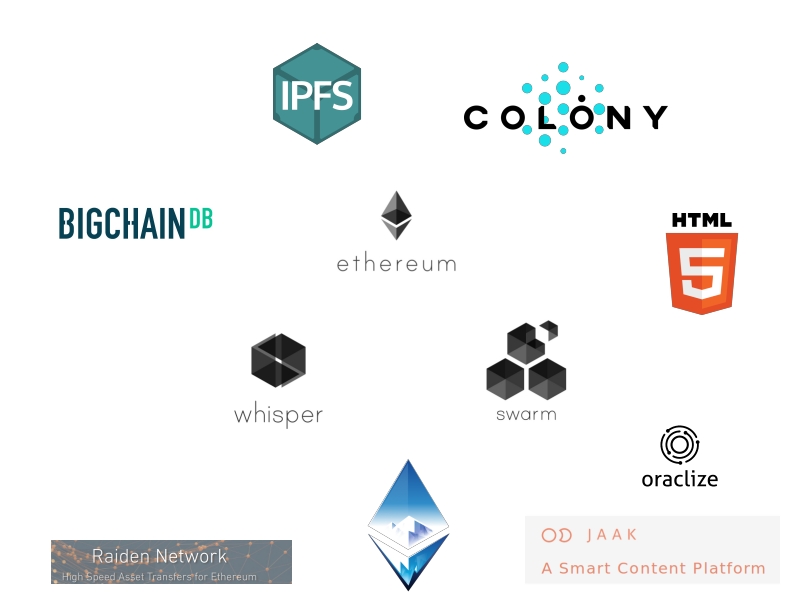 IPFS
COLONY
BIGCHAINDB
ethereum
HTML
5
whisper
swarm
oraclize
Raiden Network
High Speed Asset Transfers for Ethereum
JAAK
A Smart Content Platform